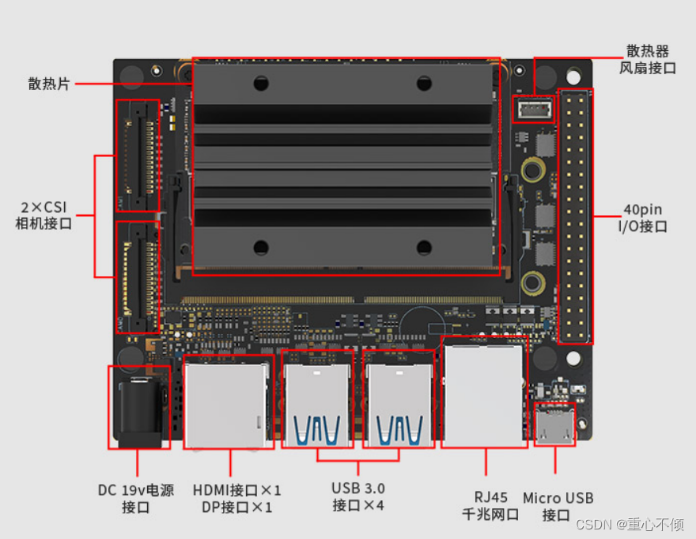 散热器
风扇接口
散热片
2×CSI
相机接口
40pin
I/O接口
DC 19v电源
接口
HDMI接口×1
DP接口×1
USB 3.0
接口×4
RJ45
千兆网口
Micro USB
接口
CSDN @重心不倾